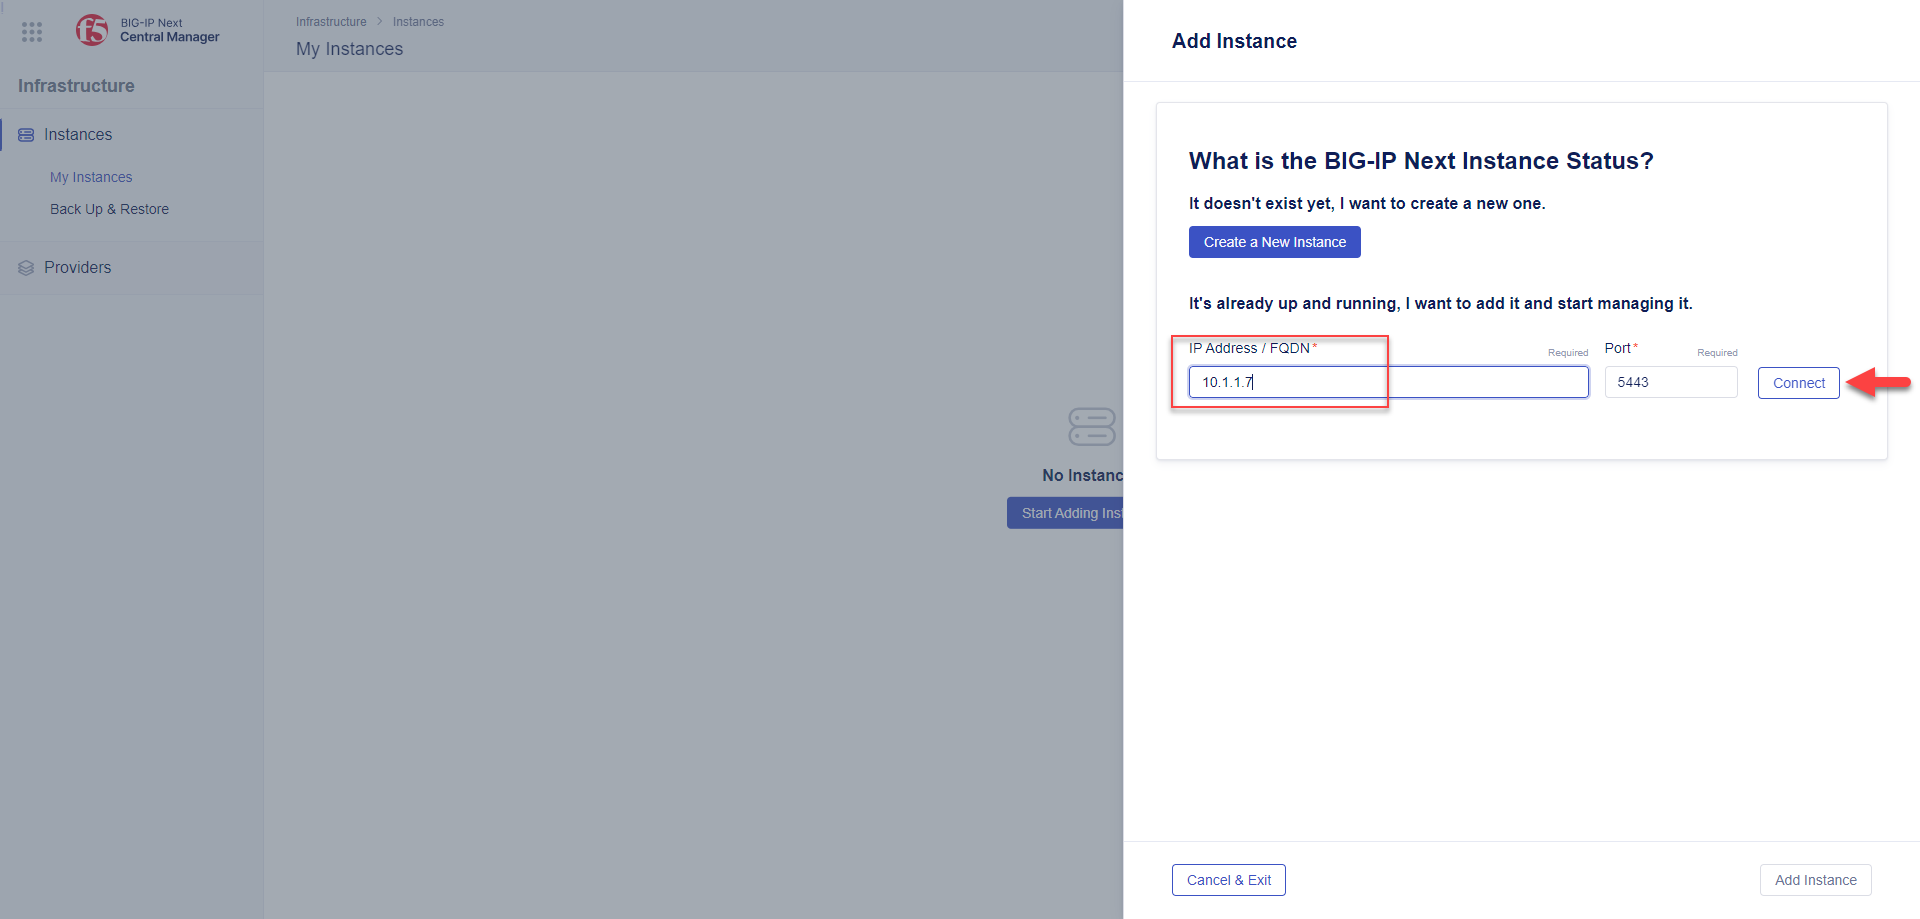 f5
BIG-IP Next
Central Manager
Infrastructure
Instances
My Instances
Back Up & Restore
Providers
Infrastructure > Instances
My Instances
No Instanc
Start Adding Inst
Add Instance
What is the BIG-IP Next Instance Status?
It doesn't exist yet, I want to create a new one.
Create a New Instance
It's already up and running, I want to add it and start managing it.
IP Address / FQDN* Required Port* Required
10.1.1.7 5443 Connect
Cancel & Exit Add Instance